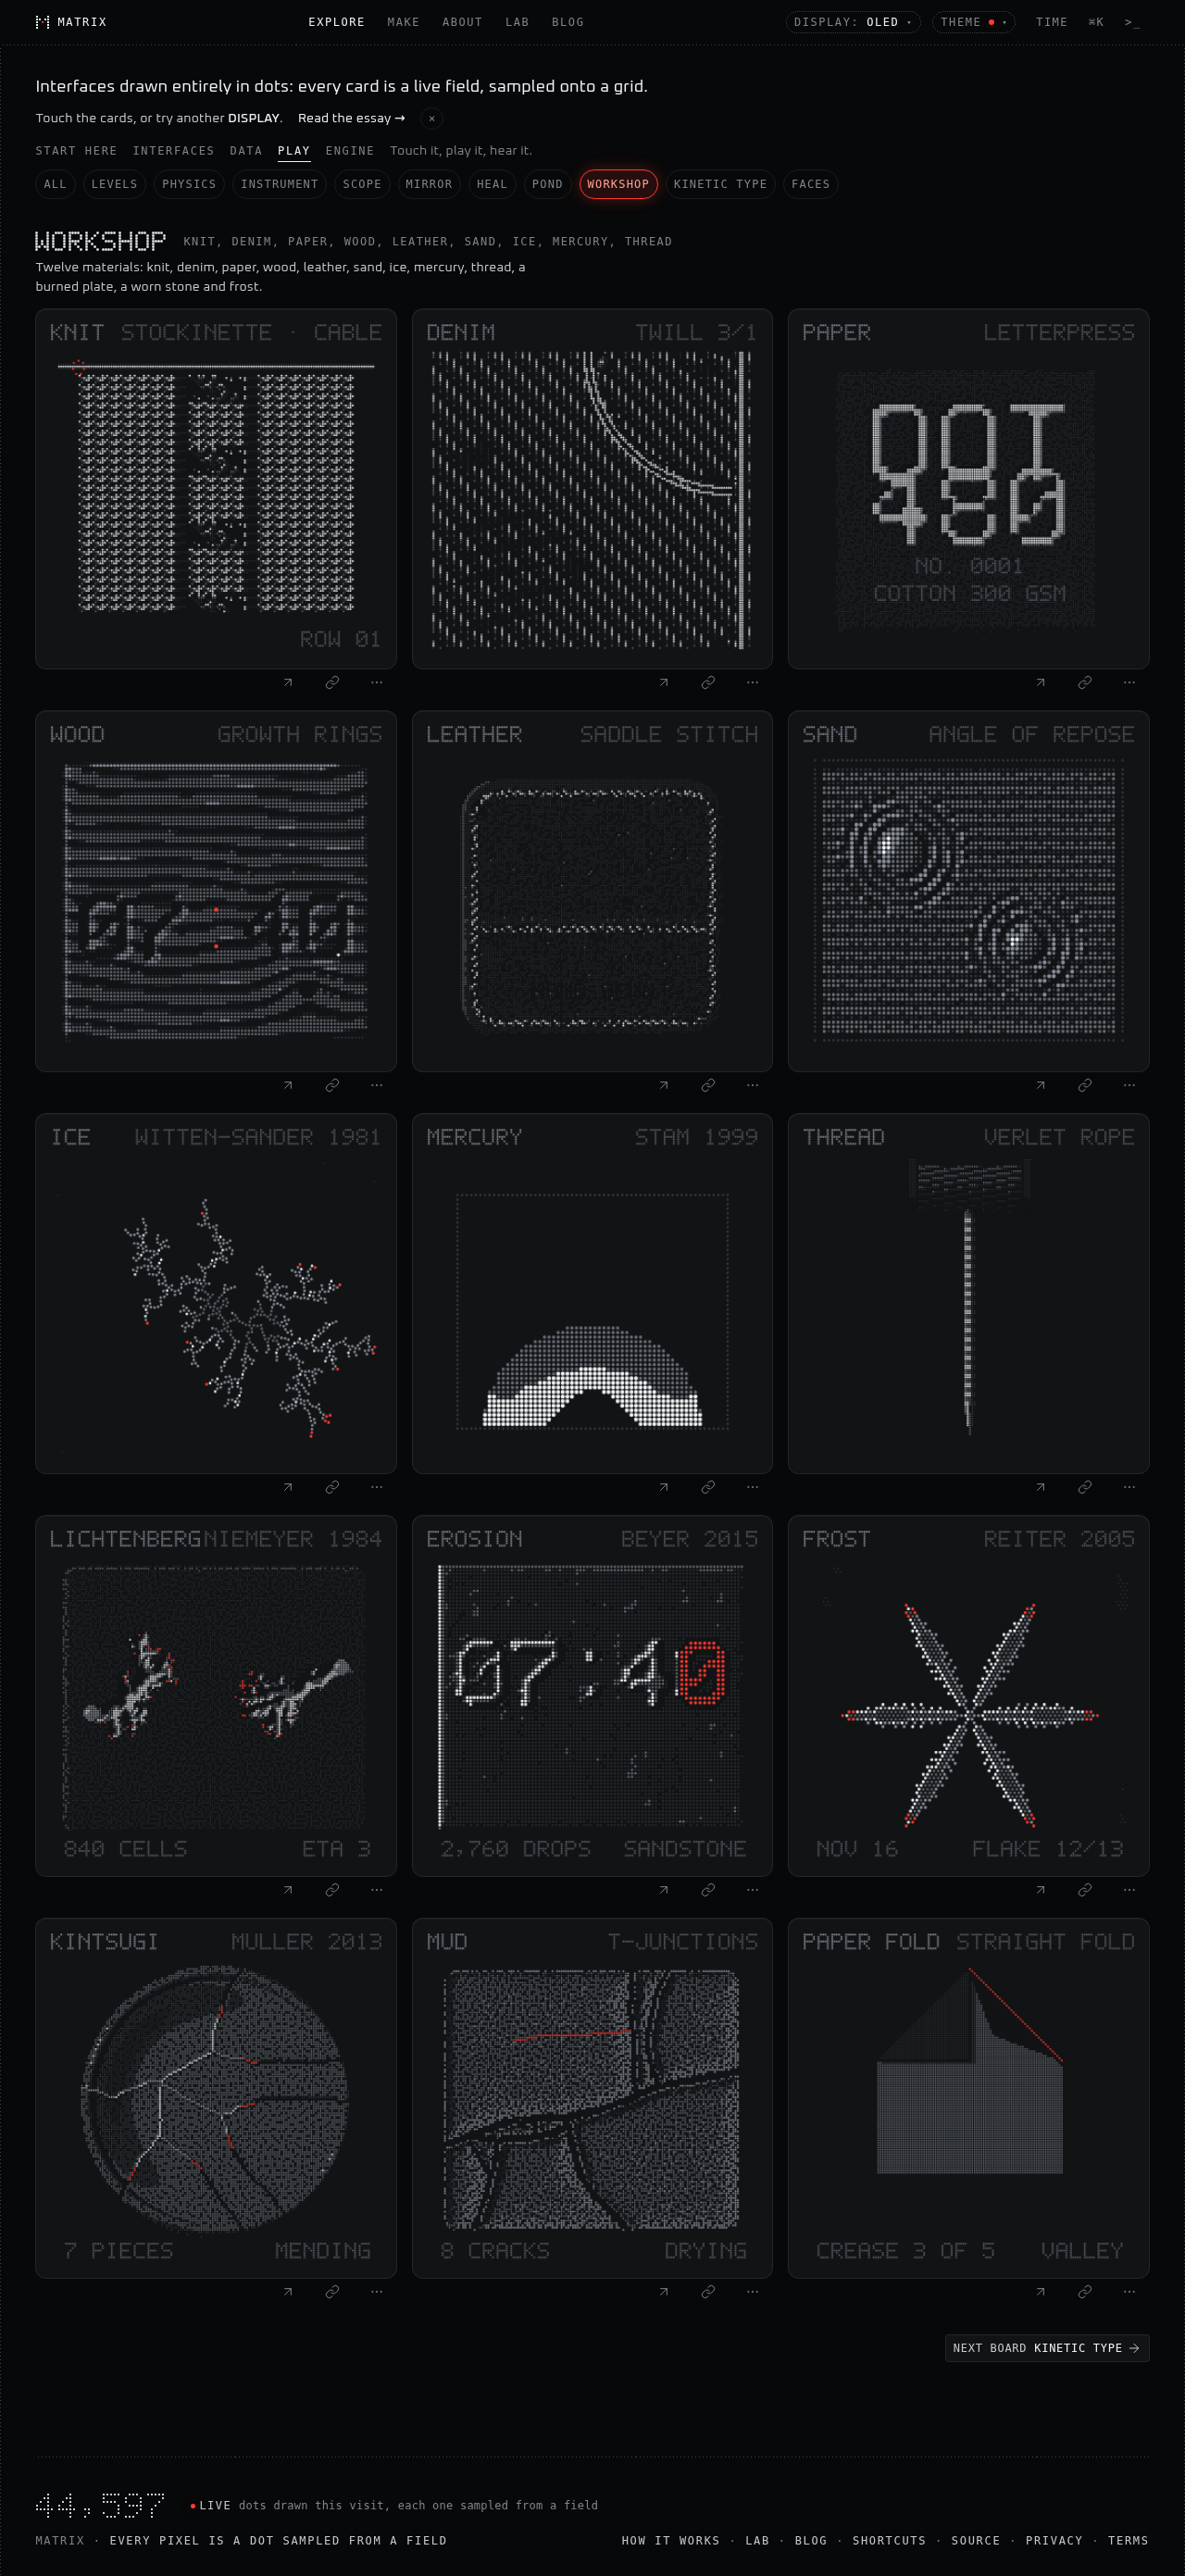 MATRIX EXPLORE MAKE ABOUT LAB BLOG DISPLAY: OLED THEME TIME ⌘K >_
Interfaces drawn entirely in dots: every card is a live field, sampled onto a grid.
Touch the cards, or try another DISPLAY. Read the essay → ×
START HERE INTERFACES DATA PLAY ENGINE Touch it, play it, hear it.
ALL LEVELS PHYSICS INSTRUMENT SCOPE MIRROR HEAL POND WORKSHOP KINETIC TYPE FACES
WORKSHOP KNIT, DENIM, PAPER, WOOD, LEATHER, SAND, ICE, MERCURY, THREAD
Twelve materials: knit, denim, paper, wood, leather, sand, ice, mercury, thread, a
burned plate, a worn stone and frost.
KNIT STOCKINETTE · CABLE
ROW 01
DENIM TWILL 3/1
PAPER LETTERPRESS
NO. 0001
COTTON 300 GSM
WOOD GROWTH RINGS
LEATHER SADDLE STITCH
SAND ANGLE OF REPOSE
ICE WITTEN-SANDER 1981
MERCURY STAM 1999
THREAD VERLET ROPE
LICHTENBERG NIEMEYER 1984
840 CELLS ETA 3
EROSION BEYER 2015
07:40
2,760 DROPS SANDSTONE
FROST REITER 2005
NOV 16 FLAKE 12/13
KINTSUGI MULLER 2013
7 PIECES MENDING
MUD T-JUNCTIONS
8 CRACKS DRYING
PAPER FOLD STRAIGHT FOLD
CREASE 3 OF 5 VALLEY
NEXT BOARD KINETIC TYPE →
44,597 LIVE dots drawn this visit, each one sampled from a field
MATRIX · EVERY PIXEL IS A DOT SAMPLED FROM A FIELD HOW IT WORKS · LAB · BLOG · SHORTCUTS · SOURCE · PRIVACY · TERMS